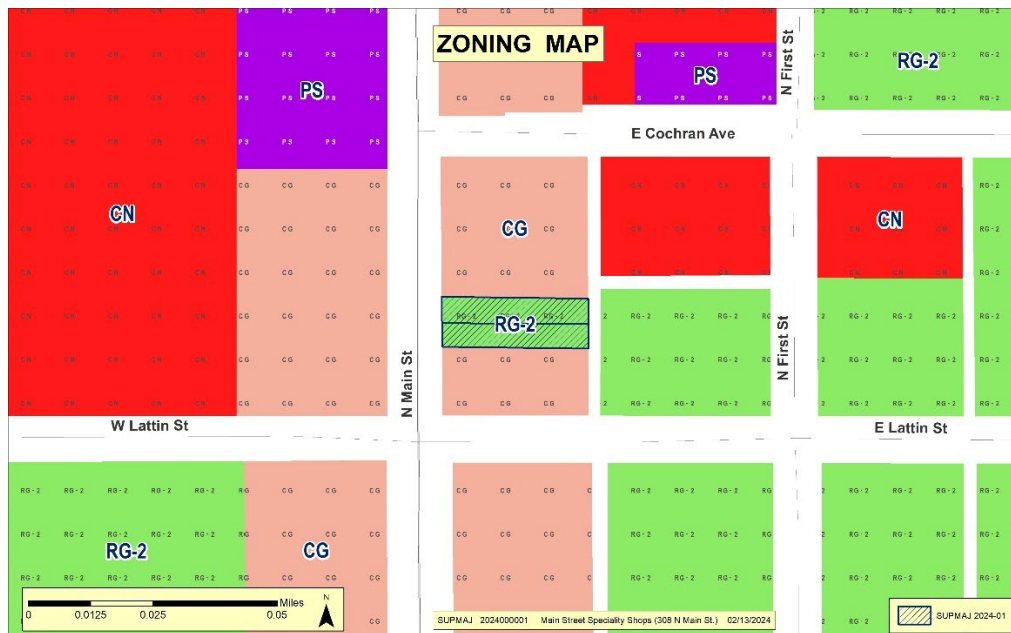 ZONING MAP
N First St
RG-2
PS
PS
E Cochran Ave
CN
CG
CN
RG-2
N First St
N Main St
W Lattin St
E Lattin St
RG-2
CG
Miles
0 0.0125 0.025 0.05
N
SUPMAJ 2024000001 Main Street Speciality Shops (308 N Main St.) 02/13/2024
SUPMAJ 2024-01